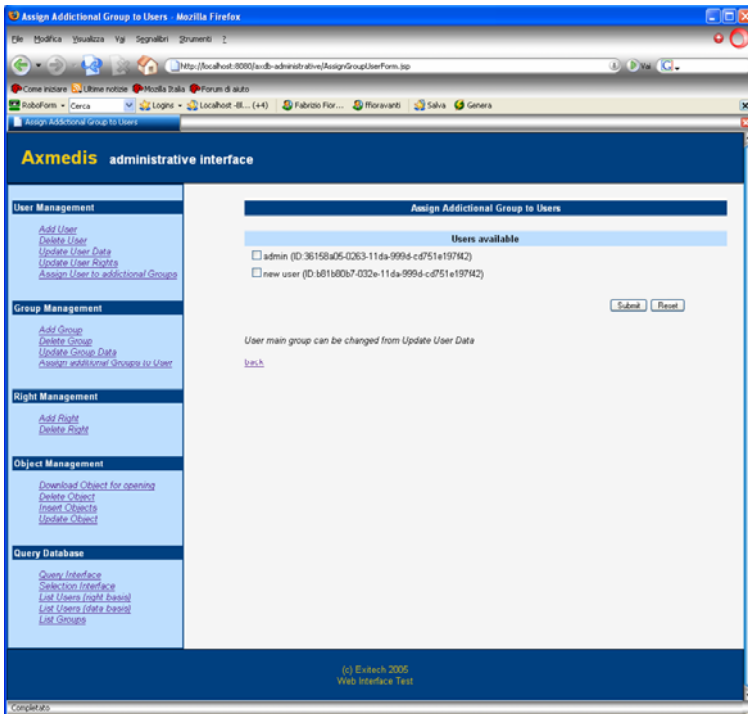 Assign Addictional Group to Users - Mozilla Firefox
File Modifica Visualizza Vai Segnalibri Strumenti ?
http://localhost:8080/axdb-administrative/AssignGroupUserForm.jsp Vai
Come iniziare Ultime notizie Mozilla Italia Forum di aiuto
RoboForm Cerca Logins Localhost -8l... (+4) Fabrizio Fior... ffioravanti Salva Genera
Assign Addictional Group to Users
Axmedis administrative interface
User Management
Add User
Delete User
Update User Data
Update User Rights
Assign User to addictional Groups
Group Management
Add Group
Delete Group
Update Group Data
Assign additional Groups to User
Right Management
Add Right
Delete Right
Object Management
Download Object for opening
Delete Object
Insert Objects
Update Object
Query Database
Query Interface
Selection Interface
List Users (right basis)
List Users (data basis)
List Groups
Assign Addictional Group to Users
Users available
admin (ID:36158a05-0263-11da-999d-cd751e197f42)
new user (ID:b81b80b7-032e-11da-999d-cd751e197f42)
Submit Reset
User main group can be changed from Update User Data
back
(c) Exitech 2005
Web Interface Test
Completato